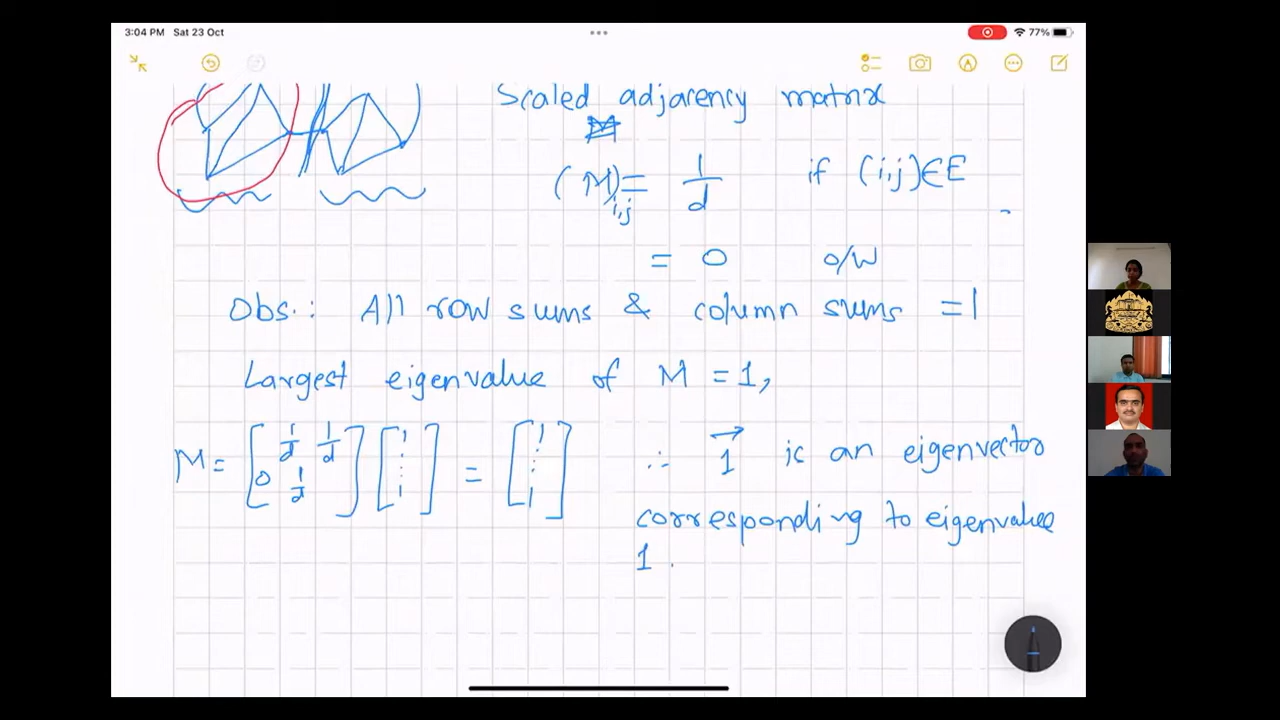 3:04 PM Sat 23 Oct
77%
Scaled adjacency matrix
(M)i,j = 1/d if (i,j)∈E
= 0 o/w
Obs.: All row sums & column sums =1
Largest eigenvalue of M = 1,
M = [1/d 1/d 0 1/d] [1 ⋮ 1] = [1 ⋮ 1] ∴ 1⃗ is an eigenvector
corresponding to eigenvalue
1.